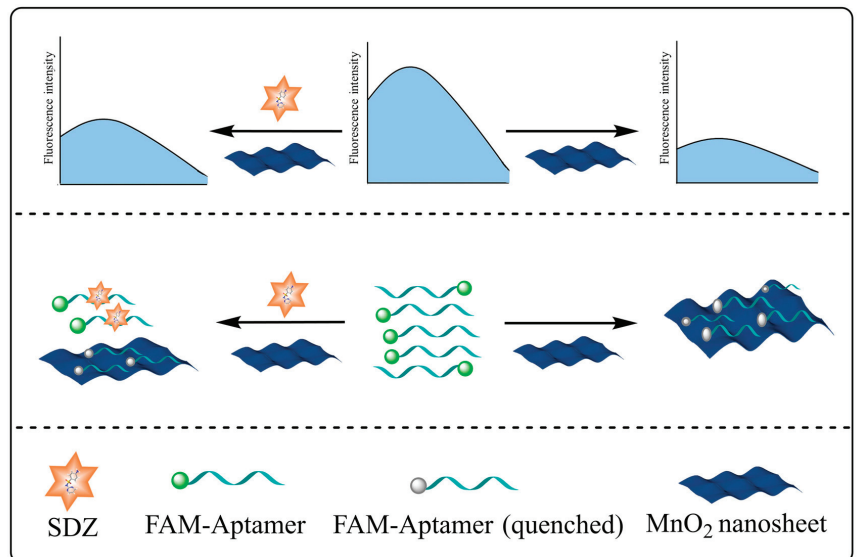 Fluorescence intensity
Fluorescence intensity
Fluorescence intensity
SDZ
FAM-Aptamer
FAM-Aptamer (quenched)
MnO₂ nanosheet